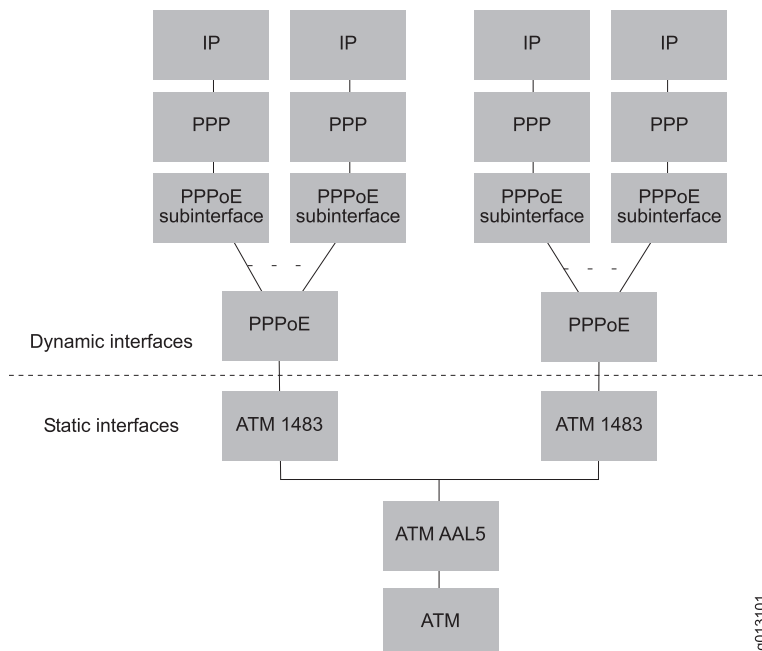 IP
IP
IP
IP
PPP
PPP
PPP
PPP
PPPoE
subinterface
PPPoE
subinterface
PPPoE
subinterface
PPPoE
subinterface
PPPoE
PPPoE
Dynamic interfaces
Static interfaces
ATM 1483
ATM 1483
ATM AAL5
ATM
g013101